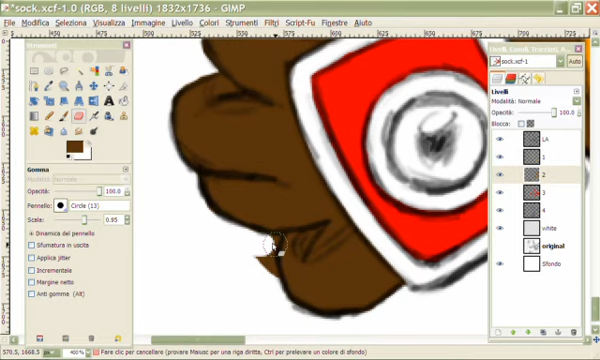 *sock.xcf-1.0 (RGB, 8 livelli) 1832x1736 – GIMP
File Modifica Seleziona Visualizza Immagine Livello Colori Strumenti Filtri Script-Fu Finestre Aiuto
Strumenti
Gomma
Modalità: Normale
Opacità: 100.0
Pennello: Circle (13)
Scala: 0.95
Dinamica del pennello
Sfumatura in uscita
Applica jitter
Incrementale
Margine netto
Anti gomma (Alt)
sock.xcf-1 Auto
Livelli
Modalità: Normale
Opacità: 100.0
Blocca:
LA
1
2
3
4
white
original
Sfondo
570.5, 1668.5 px 400% Fare clic per cancellare (provare Maiusc per una riga diritta, Ctrl per prelevare un colore di sfondo)